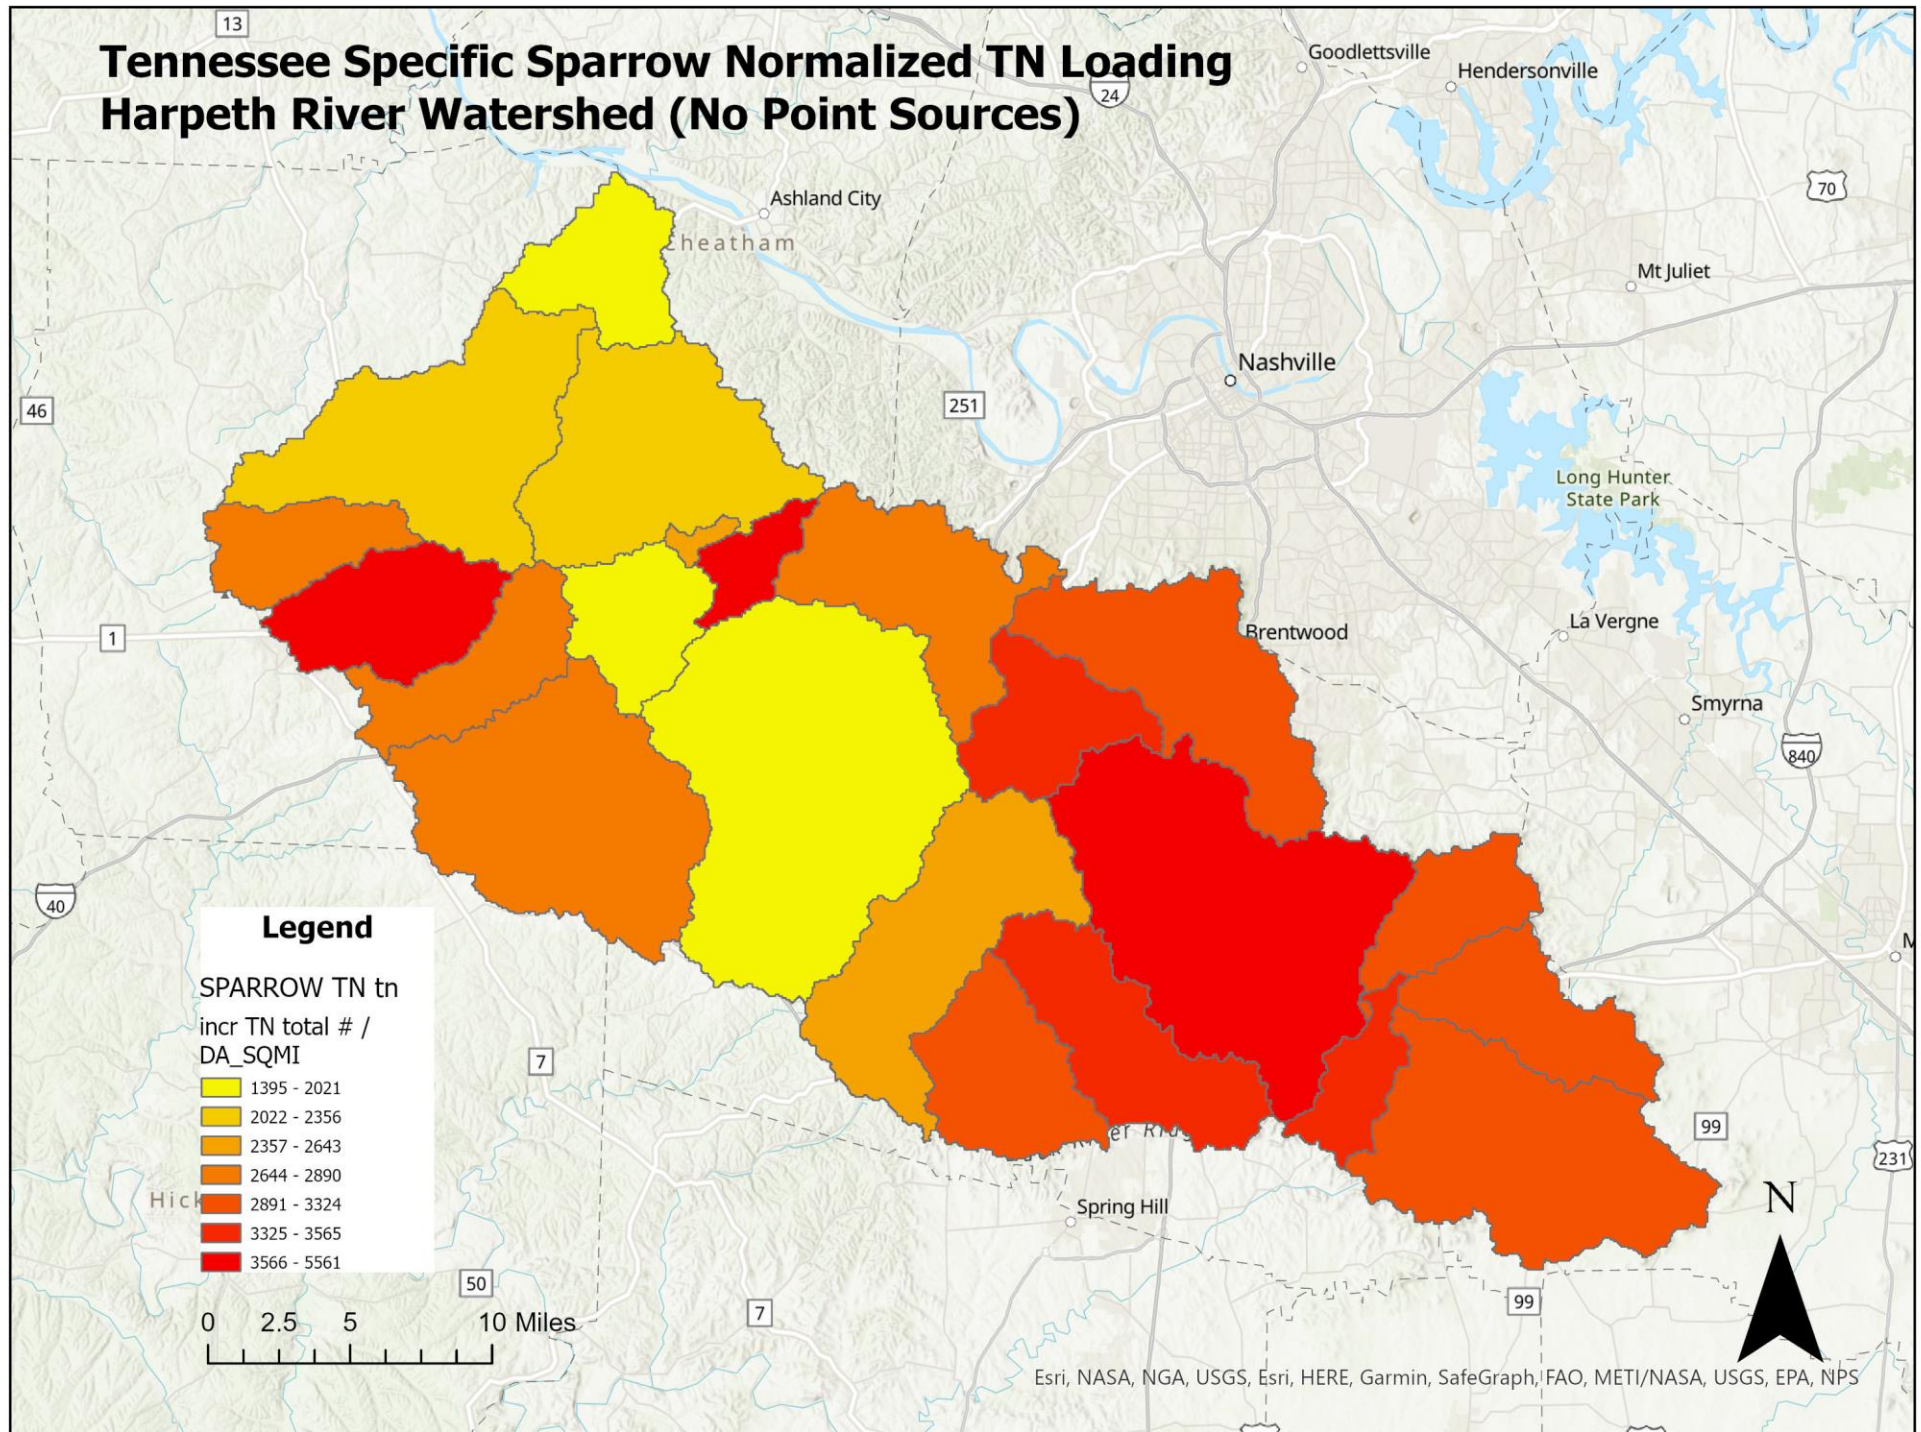 13
Tennessee Specific Sparrow Normalized TN Loading
Harpeth River Watershed (No Point Sources)
24
Goodlettsville
Hendersonville
70
Ashland City
Cheatham
Mt Juliet
Nashville
46
251
Long Hunter
State Park
1
Brentwood
La Vergne
Smyrna
840
40
Legend
SPARROW TN tn
incr TN total # /
DA_SQMI
1395 - 2021
2022 - 2356
2357 - 2643
2644 - 2890
2891 - 3324
3325 - 3565
3566 - 5561
M
7
99
231
Hick
Spring Hill
N
50
7
99
0 2.5 5 10 Miles
Esri, NASA, NGA, USGS, Esri, HERE, Garmin, SafeGraph, FAO, METI/NASA, USGS, EPA, NPS